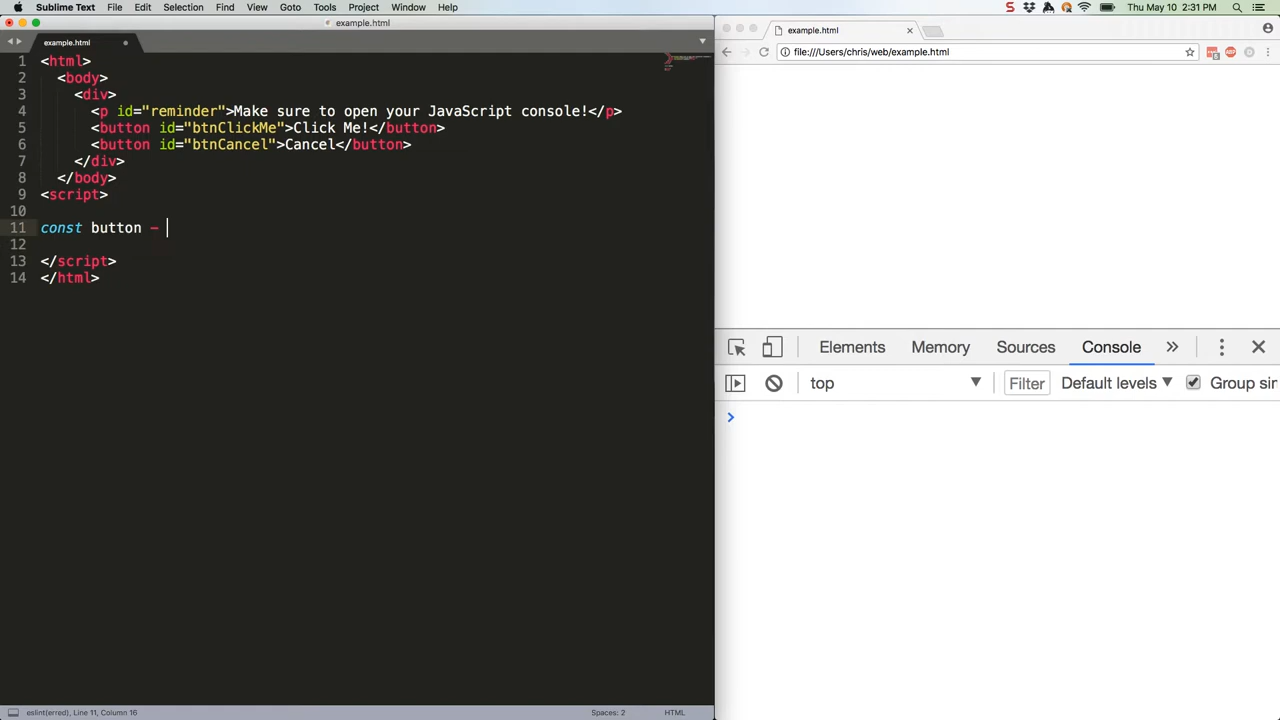 Sublime Text File Edit Selection Find View Goto Tools Project Window Help
Thu May 10 2:31 PM
example.html
example.html
1 <html>
2 <body>
3 <div>
4 <p id="reminder">Make sure to open your JavaScript console!</p>
5 <button id="btnClickMe">Click Me!</button>
6 <button id="btnCancel">Cancel</button>
7 </div>
8 </body>
9 <script>
10
11 const button -
12
13 </script>
14 </html>
eslint(erred), Line 11, Column 16
Spaces: 2
HTML
example.html
file:///Users/chris/web/example.html
Elements Memory Sources Console »
top Filter Default levels Group sir